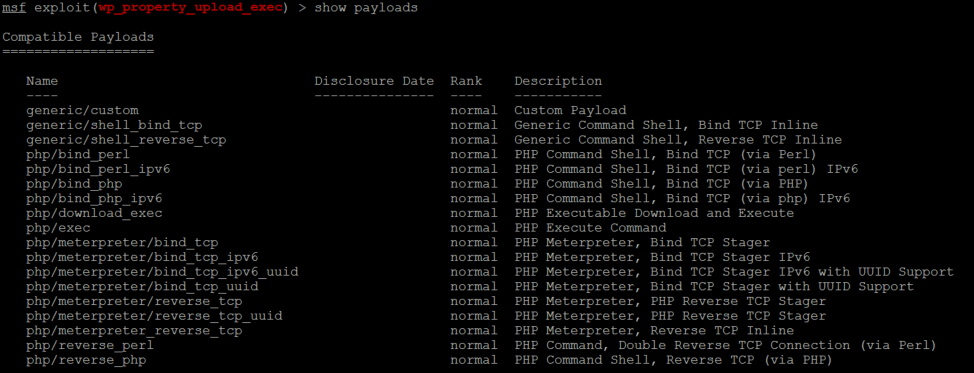 msf exploit(wp_property_upload_exec) > show payloads
Compatible Payloads
===================
Name Disclosure Date Rank Description
---- --------------- ---- -----------
generic/custom normal Custom Payload
generic/shell_bind_tcp normal Generic Command Shell, Bind TCP Inline
generic/shell_reverse_tcp normal Generic Command Shell, Reverse TCP Inline
php/bind_perl normal PHP Command Shell, Bind TCP (via Perl)
php/bind_perl_ipv6 normal PHP Command Shell, Bind TCP (via perl) IPv6
php/bind_php normal PHP Command Shell, Bind TCP (via PHP)
php/bind_php_ipv6 normal PHP Command Shell, Bind TCP (via php) IPv6
php/download_exec normal PHP Executable Download and Execute
php/exec normal PHP Execute Command
php/meterpreter/bind_tcp normal PHP Meterpreter, Bind TCP Stager
php/meterpreter/bind_tcp_ipv6 normal PHP Meterpreter, Bind TCP Stager IPv6
php/meterpreter/bind_tcp_ipv6_uuid normal PHP Meterpreter, Bind TCP Stager IPv6 with UUID Support
php/meterpreter/bind_tcp_uuid normal PHP Meterpreter, Bind TCP Stager with UUID Support
php/meterpreter/reverse_tcp normal PHP Meterpreter, PHP Reverse TCP Stager
php/meterpreter/reverse_tcp_uuid normal PHP Meterpreter, PHP Reverse TCP Stager
php/meterpreter_reverse_tcp normal PHP Meterpreter, Reverse TCP Inline
php/reverse_perl normal PHP Command, Double Reverse TCP Connection (via Perl)
php/reverse_php normal PHP Command Shell, Reverse TCP (via PHP)